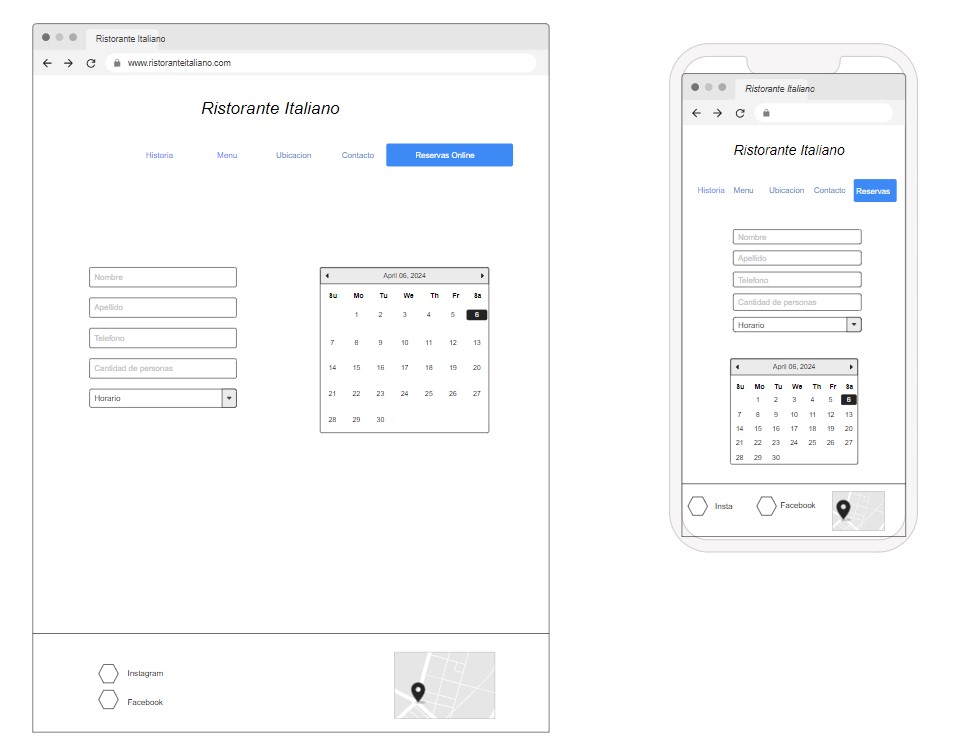 Ristorante Italiano
www.ristoranteitaliano.com
Ristorante Italiano
Historia Menu Ubicacion Contacto Reservas Online
Nombre
Apellido
Telefono
Cantidad de personas
Horario
April 06, 2024
Su Mo Tu We Th Fr Sa
1 2 3 4 5 6
7 8 9 10 11 12 13
14 15 16 17 18 19 20
21 22 23 24 25 26 27
28 29 30
Instagram
Facebook
Ristorante Italiano
Ristorante Italiano
Historia Menu Ubicacion Contacto Reservas
Nombre
Apellido
Telefono
Cantidad de personas
Horario
April 06, 2024
Su Mo Tu We Th Fr Sa
1 2 3 4 5 6
7 8 9 10 11 12 13
14 15 16 17 18 19 20
21 22 23 24 25 26 27
28 29 30
Insta Facebook